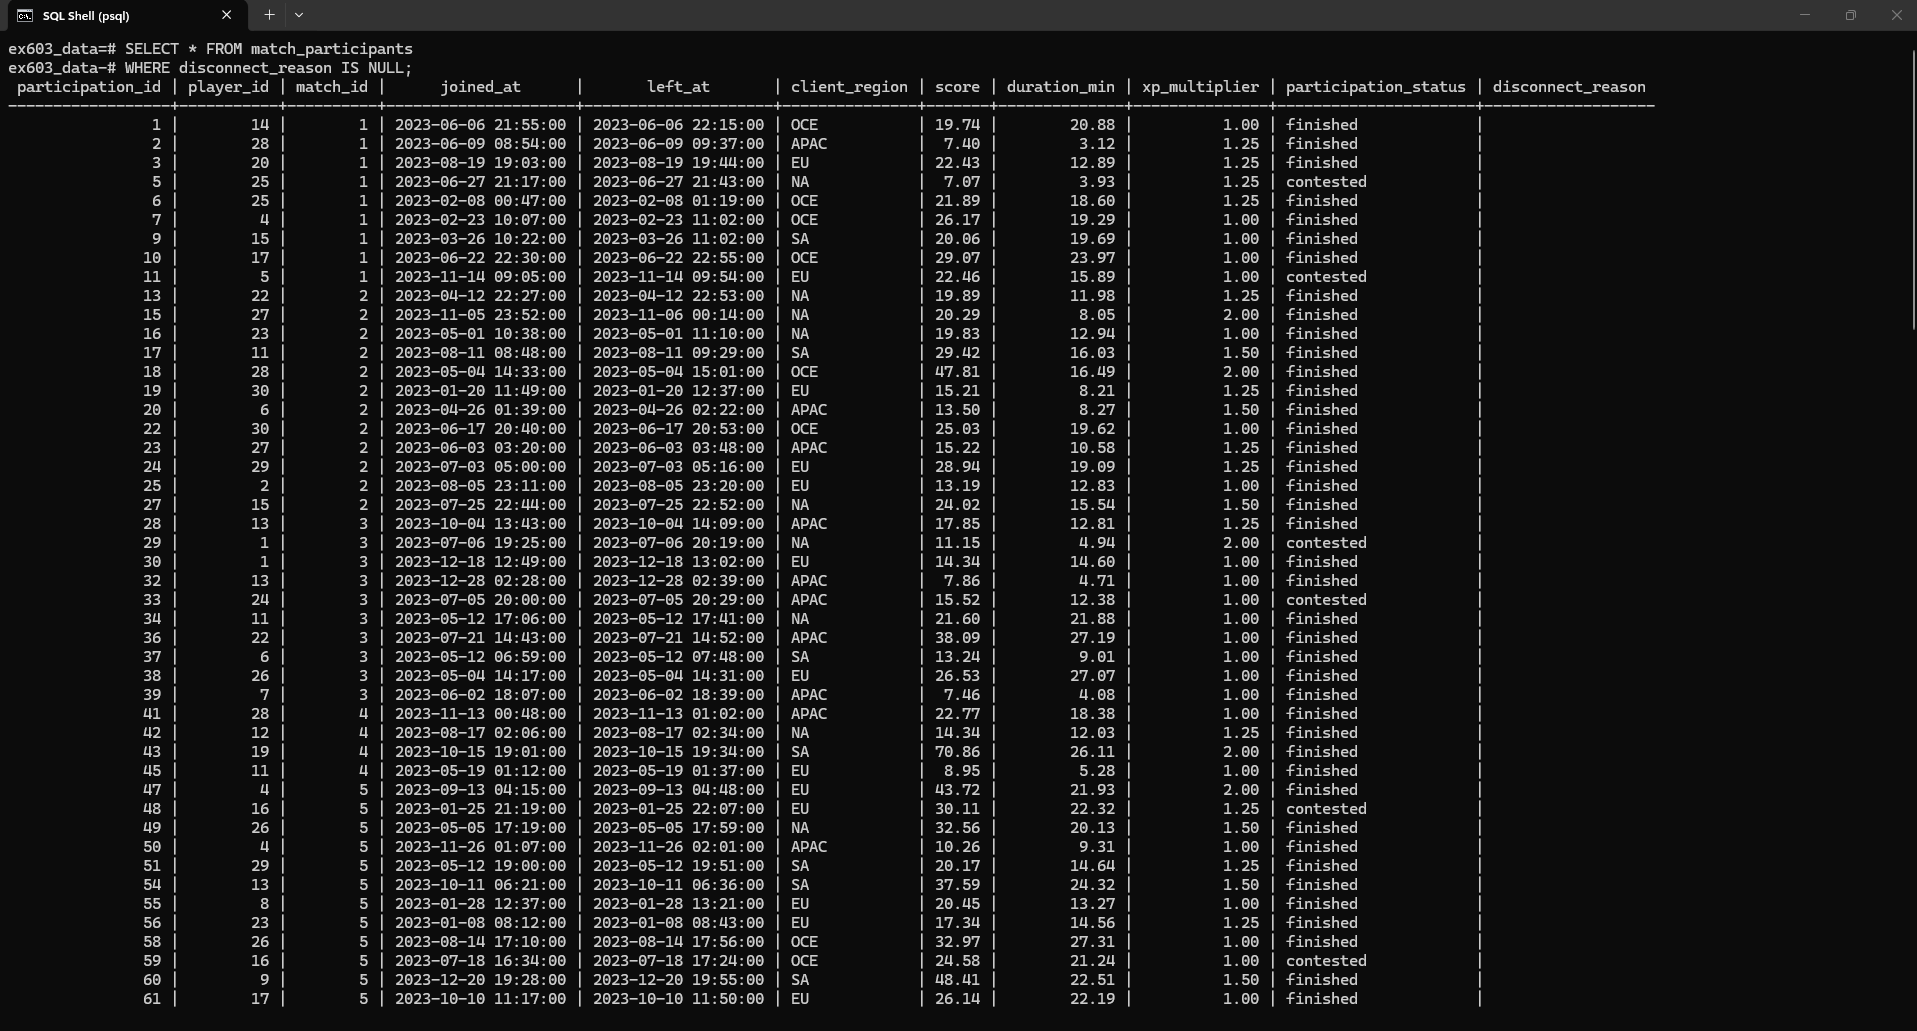 SQL Shell (psql)
ex603_data=# SELECT * FROM match_participants
ex603_data-# WHERE disconnect_reason IS NULL;
 participation_id | player_id | match_id |      joined_at      |       left_at       | client_region | score | duration_min | xp_multiplier | participation_status | disconnect_reason
------------------+-----------+----------+---------------------+---------------------+---------------+-------+--------------+---------------+----------------------+-------------------
                1 |        14 |        1 | 2023-06-06 21:55:00 | 2023-06-06 22:15:00 | OCE           | 19.74 |        20.88 |          1.00 | finished             |
                2 |        28 |        1 | 2023-06-09 08:54:00 | 2023-06-09 09:37:00 | APAC          |  7.40 |         3.12 |          1.25 | finished             |
                3 |        20 |        1 | 2023-08-19 19:03:00 | 2023-08-19 19:44:00 | EU            | 22.43 |        12.89 |          1.25 | finished             |
                5 |        25 |        1 | 2023-06-27 21:17:00 | 2023-06-27 21:43:00 | NA            |  7.07 |         3.93 |          1.25 | contested            |
                6 |        25 |        1 | 2023-02-08 00:47:00 | 2023-02-08 01:19:00 | OCE           | 21.89 |        18.60 |          1.25 | finished             |
                7 |         4 |        1 | 2023-02-23 10:07:00 | 2023-02-23 11:02:00 | OCE           | 26.17 |        19.29 |          1.00 | finished             |
                9 |        15 |        1 | 2023-03-26 10:22:00 | 2023-03-26 11:02:00 | SA            | 20.06 |        19.69 |          1.00 | finished             |
               10 |        17 |        1 | 2023-06-22 22:30:00 | 2023-06-22 22:55:00 | OCE           | 29.07 |        23.97 |          1.00 | finished             |
               11 |         5 |        1 | 2023-11-14 09:05:00 | 2023-11-14 09:54:00 | EU            | 22.46 |        15.89 |          1.00 | contested            |
               13 |        22 |        2 | 2023-04-12 22:27:00 | 2023-04-12 22:53:00 | NA            | 19.89 |        11.98 |          1.25 | finished             |
               15 |        27 |        2 | 2023-11-05 23:52:00 | 2023-11-06 00:14:00 | NA            | 20.29 |         8.05 |          2.00 | finished             |
               16 |        23 |        2 | 2023-05-01 10:38:00 | 2023-05-01 11:10:00 | NA            | 19.83 |        12.94 |          1.00 | finished             |
               17 |        11 |        2 | 2023-08-11 08:48:00 | 2023-08-11 09:29:00 | SA            | 29.42 |        16.03 |          1.50 | finished             |
               18 |        28 |        2 | 2023-05-04 14:33:00 | 2023-05-04 15:01:00 | OCE           | 47.81 |        16.49 |          2.00 | finished             |
               19 |        30 |        2 | 2023-01-20 11:49:00 | 2023-01-20 12:37:00 | EU            | 15.21 |         8.21 |          1.25 | finished             |
               20 |         6 |        2 | 2023-04-26 01:39:00 | 2023-04-26 02:22:00 | APAC          | 13.50 |         8.27 |          1.50 | finished             |
               22 |        30 |        2 | 2023-06-17 20:40:00 | 2023-06-17 20:53:00 | OCE           | 25.03 |        19.62 |          1.00 | finished             |
               23 |        27 |        2 | 2023-06-03 03:20:00 | 2023-06-03 03:48:00 | APAC          | 15.22 |        10.58 |          1.25 | finished             |
               24 |        29 |        2 | 2023-07-03 05:00:00 | 2023-07-03 05:16:00 | EU            | 28.94 |        19.09 |          1.25 | finished             |
               25 |         2 |        2 | 2023-08-05 23:11:00 | 2023-08-05 23:20:00 | EU            | 13.19 |        12.83 |          1.00 | finished             |
               27 |        15 |        2 | 2023-07-25 22:44:00 | 2023-07-25 22:52:00 | NA            | 24.02 |        15.54 |          1.50 | finished             |
               28 |        13 |        3 | 2023-10-04 13:43:00 | 2023-10-04 14:09:00 | APAC          | 17.85 |        12.81 |          1.25 | finished             |
               29 |         1 |        3 | 2023-07-06 19:25:00 | 2023-07-06 20:19:00 | NA            | 11.15 |         4.94 |          2.00 | contested            |
               30 |         1 |        3 | 2023-12-18 12:49:00 | 2023-12-18 13:02:00 | EU            | 14.34 |        14.60 |          1.00 | finished             |
               32 |        13 |        3 | 2023-12-28 02:28:00 | 2023-12-28 02:39:00 | APAC          |  7.86 |         4.71 |          1.00 | finished             |
               33 |        24 |        3 | 2023-07-05 20:00:00 | 2023-07-05 20:29:00 | APAC          | 15.52 |        12.38 |          1.00 | contested            |
               34 |        11 |        3 | 2023-05-12 17:06:00 | 2023-05-12 17:41:00 | NA            | 21.60 |        21.88 |          1.00 | finished             |
               36 |        22 |        3 | 2023-07-21 14:43:00 | 2023-07-21 14:52:00 | APAC          | 38.09 |        27.19 |          1.00 | finished             |
               37 |         6 |        3 | 2023-05-12 06:59:00 | 2023-05-12 07:48:00 | SA            | 13.24 |         9.01 |          1.00 | finished             |
               38 |        26 |        3 | 2023-05-04 14:17:00 | 2023-05-04 14:31:00 | EU            | 26.53 |        27.07 |          1.00 | finished             |
               39 |         7 |        3 | 2023-06-02 18:07:00 | 2023-06-02 18:39:00 | APAC          |  7.46 |         4.08 |          1.00 | finished             |
               41 |        28 |        4 | 2023-11-13 00:48:00 | 2023-11-13 01:02:00 | APAC          | 22.77 |        18.38 |          1.00 | finished             |
               42 |        12 |        4 | 2023-08-17 02:06:00 | 2023-08-17 02:34:00 | NA            | 14.34 |        12.03 |          1.25 | finished             |
               43 |        19 |        4 | 2023-10-15 19:01:00 | 2023-10-15 19:34:00 | SA            | 70.86 |        26.11 |          2.00 | finished             |
               45 |        11 |        4 | 2023-05-19 01:12:00 | 2023-05-19 01:37:00 | EU            |  8.95 |         5.28 |          1.00 | finished             |
               47 |         4 |        5 | 2023-09-13 04:15:00 | 2023-09-13 04:48:00 | EU            | 43.72 |        21.93 |          2.00 | finished             |
               48 |        16 |        5 | 2023-01-25 21:19:00 | 2023-01-25 22:07:00 | EU            | 30.11 |        22.32 |          1.25 | contested            |
               49 |        26 |        5 | 2023-05-05 17:19:00 | 2023-05-05 17:59:00 | NA            | 32.56 |        20.13 |          1.50 | finished             |
               50 |         4 |        5 | 2023-11-26 01:07:00 | 2023-11-26 02:01:00 | APAC          | 10.26 |         9.31 |          1.00 | finished             |
               51 |        29 |        5 | 2023-05-12 19:00:00 | 2023-05-12 19:51:00 | SA            | 20.17 |        14.64 |          1.25 | finished             |
               54 |        13 |        5 | 2023-10-11 06:21:00 | 2023-10-11 06:36:00 | SA            | 37.59 |        24.32 |          1.50 | finished             |
               55 |         8 |        5 | 2023-01-28 12:37:00 | 2023-01-28 13:21:00 | EU            | 20.45 |        13.27 |          1.00 | finished             |
               56 |        23 |        5 | 2023-01-08 08:12:00 | 2023-01-08 08:43:00 | EU            | 17.34 |        14.56 |          1.25 | finished             |
               58 |        26 |        5 | 2023-08-14 17:10:00 | 2023-08-14 17:56:00 | OCE           | 32.97 |        27.31 |          1.00 | finished             |
               59 |        16 |        5 | 2023-07-18 16:34:00 | 2023-07-18 17:24:00 | OCE           | 24.58 |        21.24 |          1.00 | contested            |
               60 |         9 |        5 | 2023-12-20 19:28:00 | 2023-12-20 19:55:00 | SA            | 48.41 |        22.51 |          1.50 | finished             |
               61 |        17 |        5 | 2023-10-10 11:17:00 | 2023-10-10 11:50:00 | EU            | 26.14 |        22.19 |          1.00 | finished             |